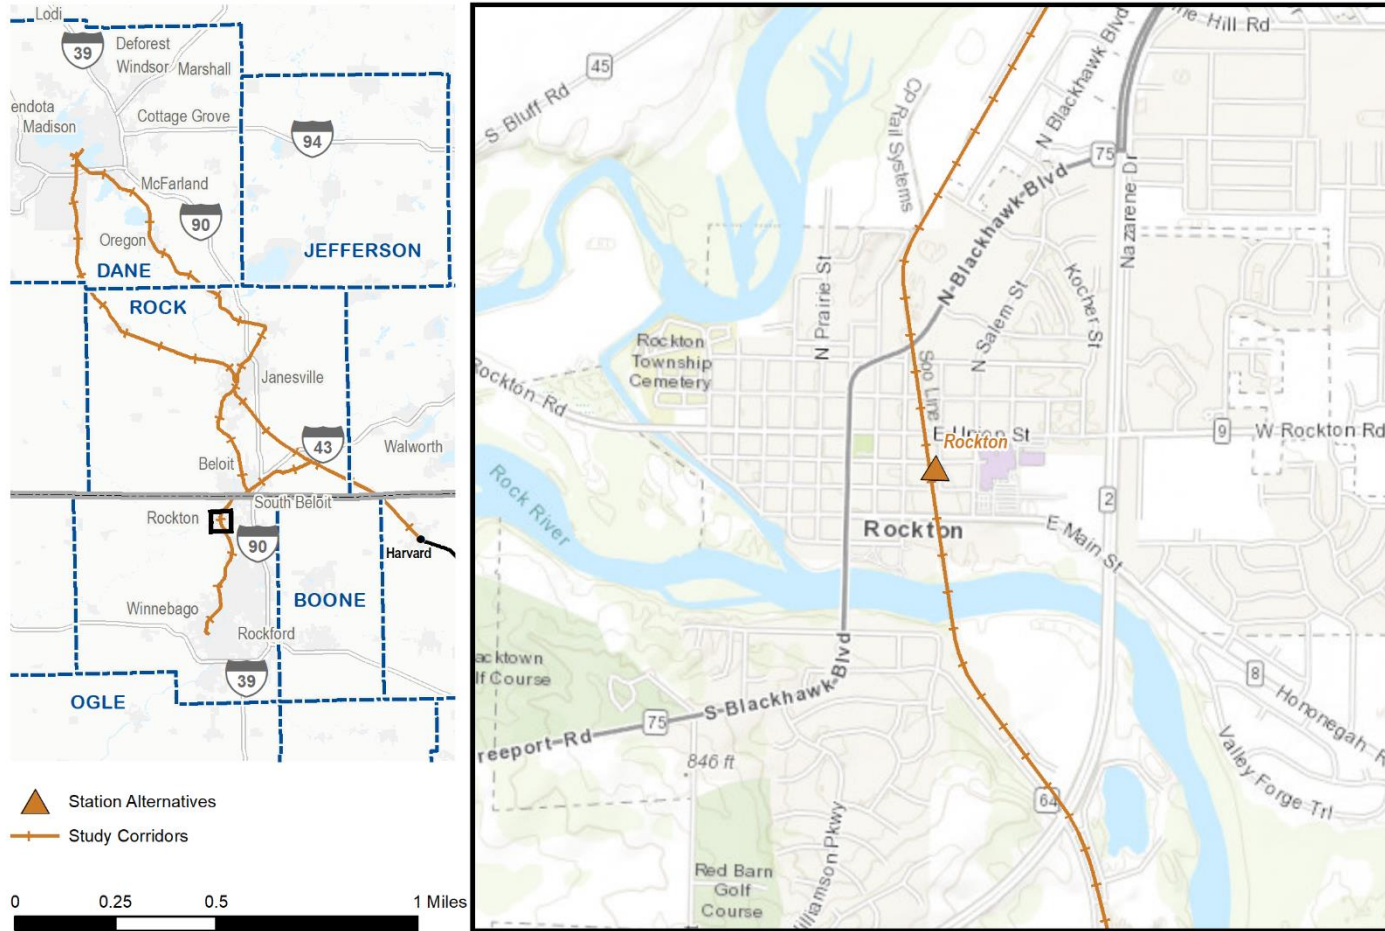 Lodi
39
Deforest
Windsor
Marshall
endota
Madison
Cottage Grove
94
McFarland
90
Oregon
JEFFERSON
DANE
ROCK
Janesville
43
Walworth
Beloit
South Beloit
Rockton
90
Harvard
BOONE
Winnebago
Rockford
39
OGLE
Station Alternatives
Study Corridors
0
0.25
0.5
1 Miles
45
S Bluff Rd
Cp Rail Systems
N Blackhawk Blvd
Hill Rd
75
N-Blackhawk-Blvd
Nazarene Dr
Kocher St
N Salem St
N Prairie St
Rockton
Township
Cemetery
Rockton Rd
Soo Line
E Union St
Rockton
9
W Rockton Rd
2
Rock River
Rockton
E Main St
acktown
lf Course
S-Blackhawk-Blvd
75
reeport-Rd
846 ft
8
Hononegah R
Valley Forge Trl
64
illiamson Pkwy
Red Barn
Golf
Course